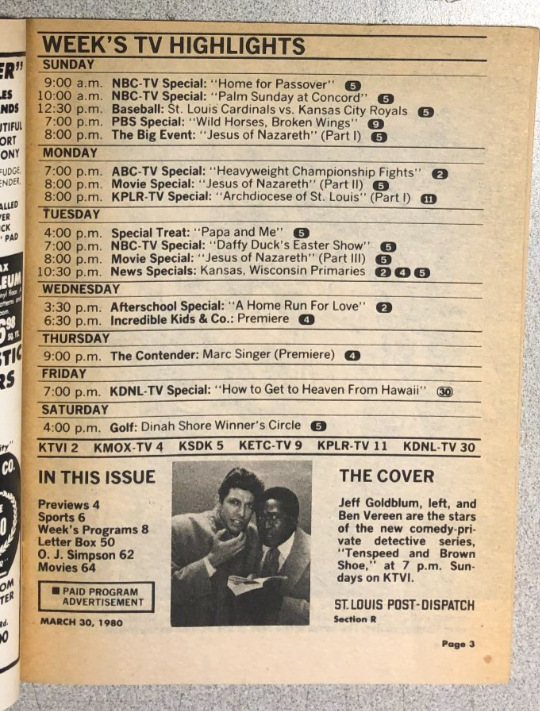 WEEK'S TV HIGHLIGHTS
SUNDAY
9:00 a.m. NBC-TV Special: "Home for Passover" 5
10:00 a.m. NBC-TV Special: "Palm Sunday at Concord" 5
12:30 p.m. Baseball: St. Louis Cardinals vs. Kansas City Royals 5
7:00 p.m. PBS Special: "Wild Horses, Broken Wings" 9
8:00 p.m. The Big Event: "Jesus of Nazareth" (Part I) 5
MONDAY
7:00 p.m. ABC-TV Special: "Heavyweight Championship Fights" 2
8:00 p.m. Movie Special: "Jesus of Nazareth" (Part II) 5
8:00 p.m. KPLR-TV Special: "Archdiocese of St. Louis" (Part I) 11
TUESDAY
4:00 p.m. Special Treat: "Papa and Me" 5
7:00 p.m. NBC-TV Special: "Daffy Duck's Easter Show" 5
8:00 p.m. Movie Special: "Jesus of Nazareth" (Part III) 5
10:30 p.m. News Specials: Kansas, Wisconsin Primaries 2 4 5
WEDNESDAY
3:30 p.m. Afterschool Special: "A Home Run For Love" 2
6:30 p.m. Incredible Kids & Co.: Premiere 4
THURSDAY
9:00 p.m. The Contender: Marc Singer (Premiere) 4
FRIDAY
7:00 p.m. KDNL-TV Special: "How to Get to Heaven From Hawaii" 30
SATURDAY
4:00 p.m. Golf: Dinah Shore Winner's Circle 5
KTVI 2 KMOX-TV 4 KSDK 5 KETC-TV 9 KPLR-TV 11 KDNL-TV 30
IN THIS ISSUE
Previews 4
Sports 6
Week's Programs 8
Letter Box 50
O. J. Simpson 62
Movies 64
■ PAID PROGRAM
ADVERTISEMENT
MARCH 30, 1980
THE COVER
Jeff Goldblum, left, and
Ben Vereen are the stars
of the new comedy-pri-
vate detective series,
"Tenspeed and Brown
Shoe," at 7 p.m. Sun-
days on KTVI.
ST. LOUIS POST-DISPATCH
Section R
Page 3